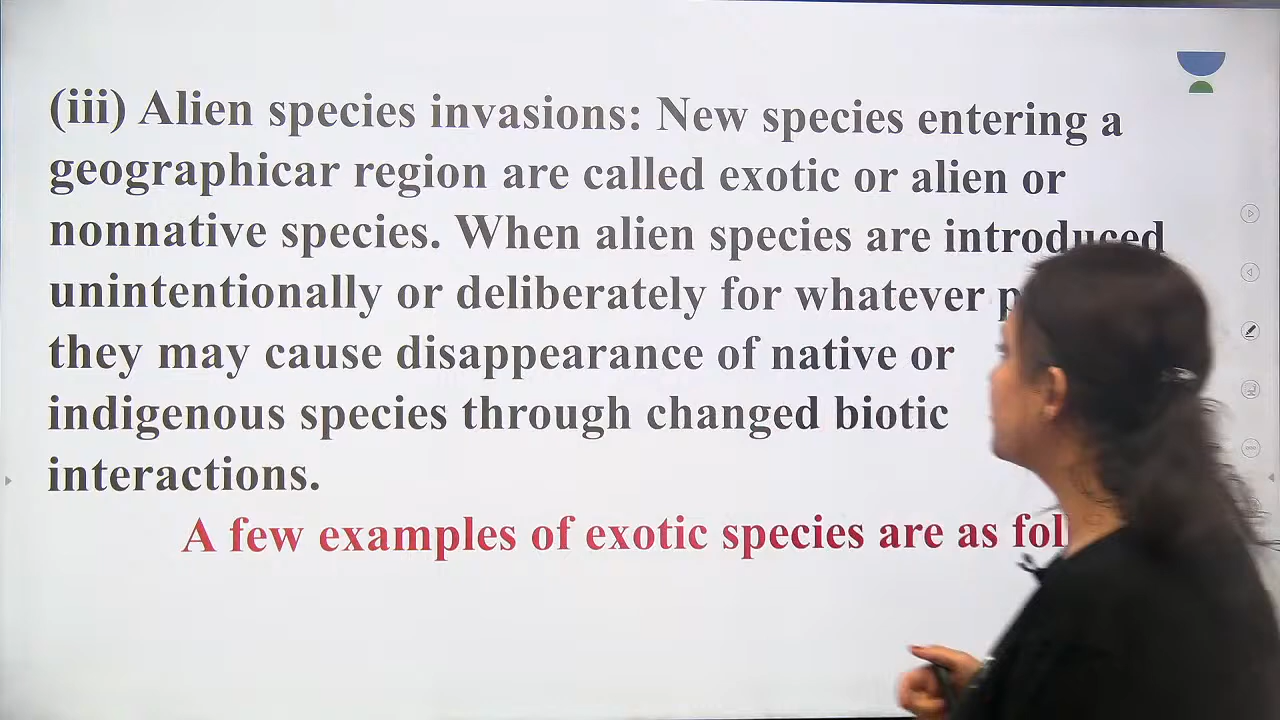 (iii) Alien species invasions: New species entering a
geographicar region are called exotic or alien or
nonnative species. When alien species are introduced
unintentionally or deliberately for whatever
they may cause disappearance of native or
indigenous species through changed biotic
interactions.
A few examples of exotic species are as